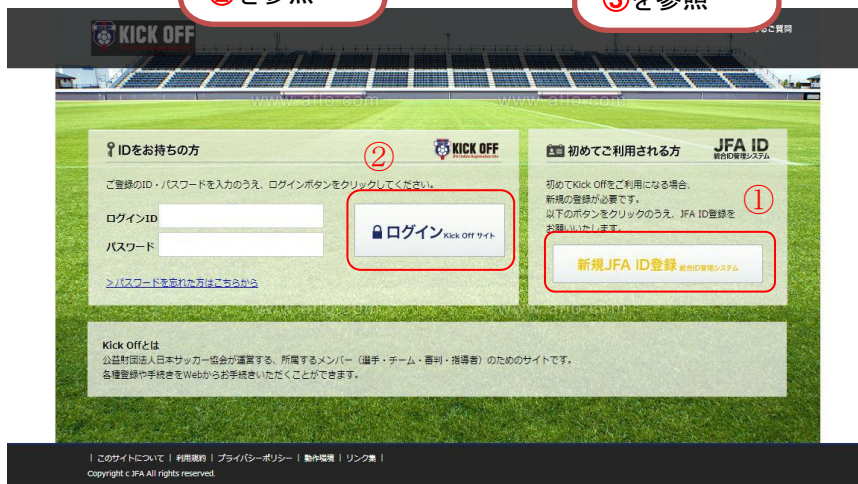 ②を参照
③を参照
KICK OFF
るご質問
www.aflo.com
www.aflo.com
IDをお持ちの方
②
KICK OFF
初めてご利用される方
JFA ID
統合ID管理システム
ご登録のID・パスワードを入力のうえ、ログインボタンをクリックしてください。
初めてKick Offをご利用になる場合、
新規の登録が必要です。
①
以下のボタンをクリックのうえ、JFA ID登録を
お願いいたします。
ログインID
パスワード
ログイン Kick Off サイト
新規JFA ID登録 統合ID管理システム
>パスワードを忘れた方はこちらから
www.aflo.com
www.aflo.com
Kick Offとは
公益財団法人日本サッカー協会が運営する、所属するメンバー（選手・チーム・審判・指導者）のためのサイトです。
各種登録や手続きをWebからお手続きいただくことができます。
| このサイトについて | 利用規約 | プライバシーポリシー | 動作環境 | リンク集 |
Copyright c JFA All rights reserved.